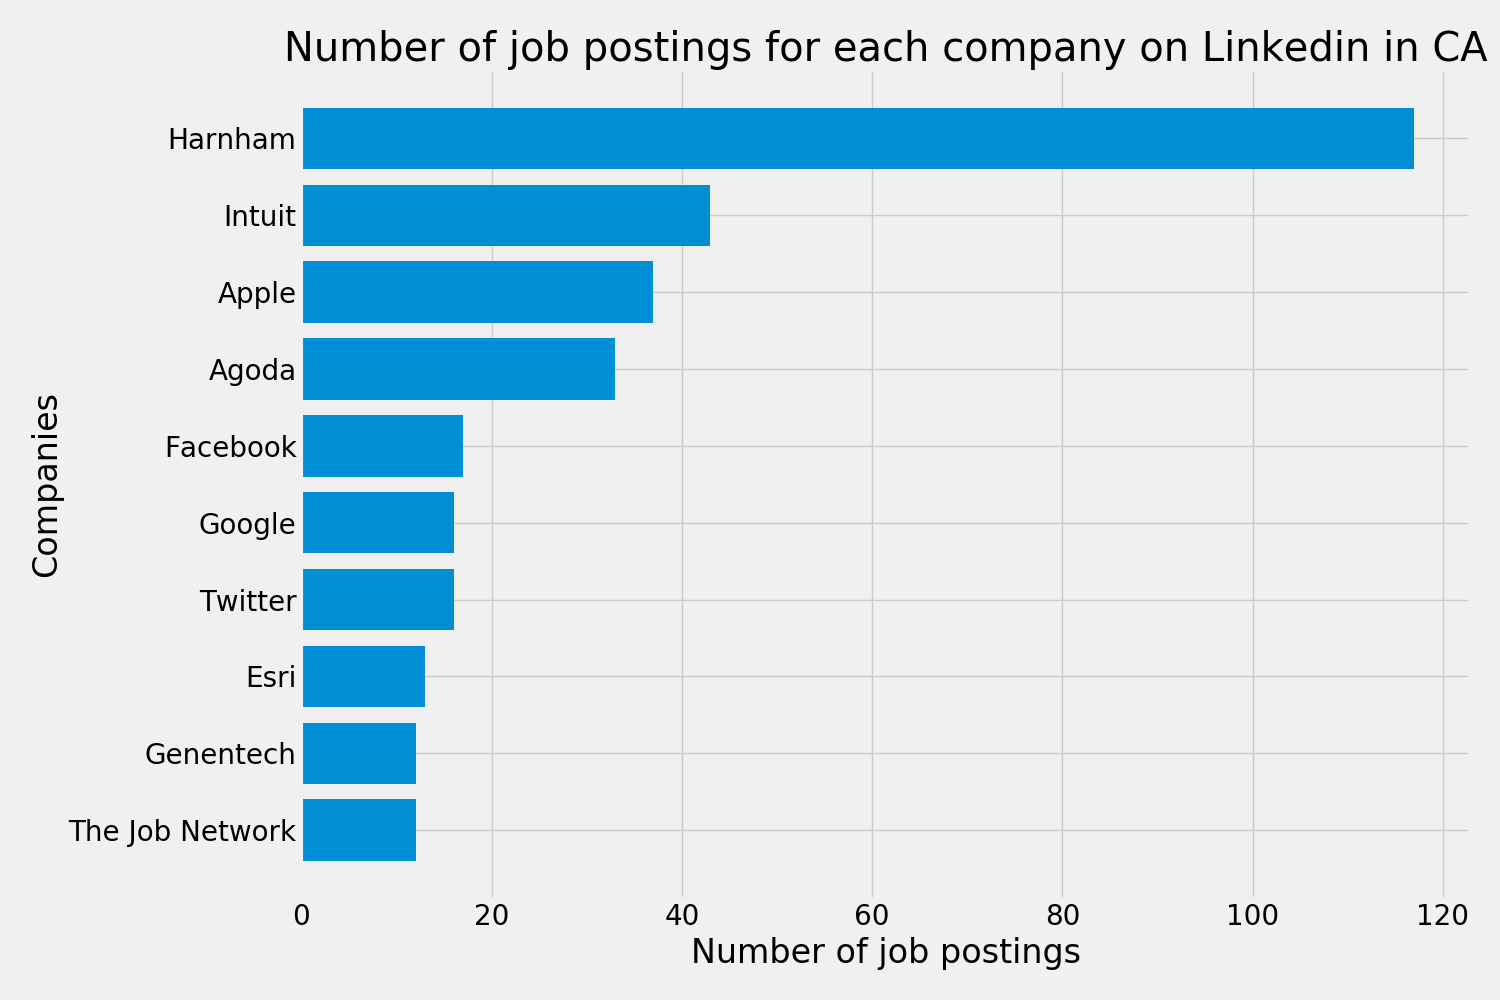 Number of job postings for each company on Linkedin in CA
Harnham
Intuit
Apple
Agoda
Facebook
Google
Twitter
Esri
Genentech
The Job Network
Companies
0 20 40 60 80 100 120
Number of job postings